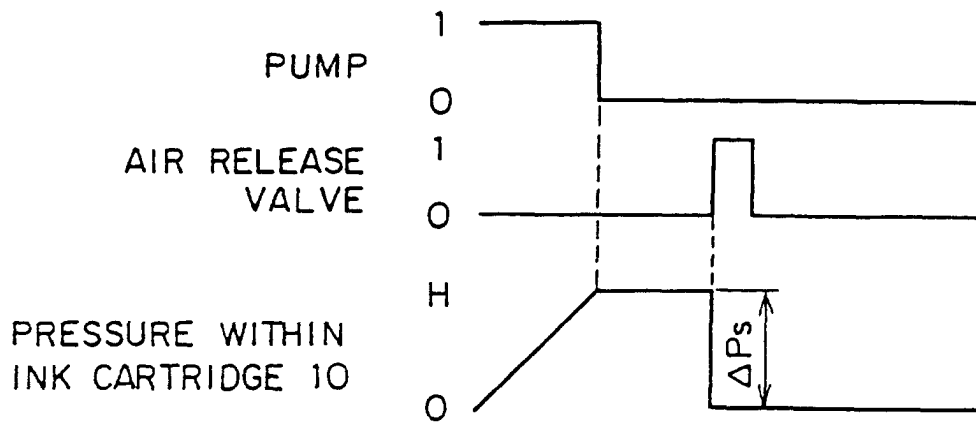 1
PUMP
0
1
AIR RELEASE
VALVE
0
H
PRESSURE WITHIN
INK CARTRIDGE 10
0
ΔPs